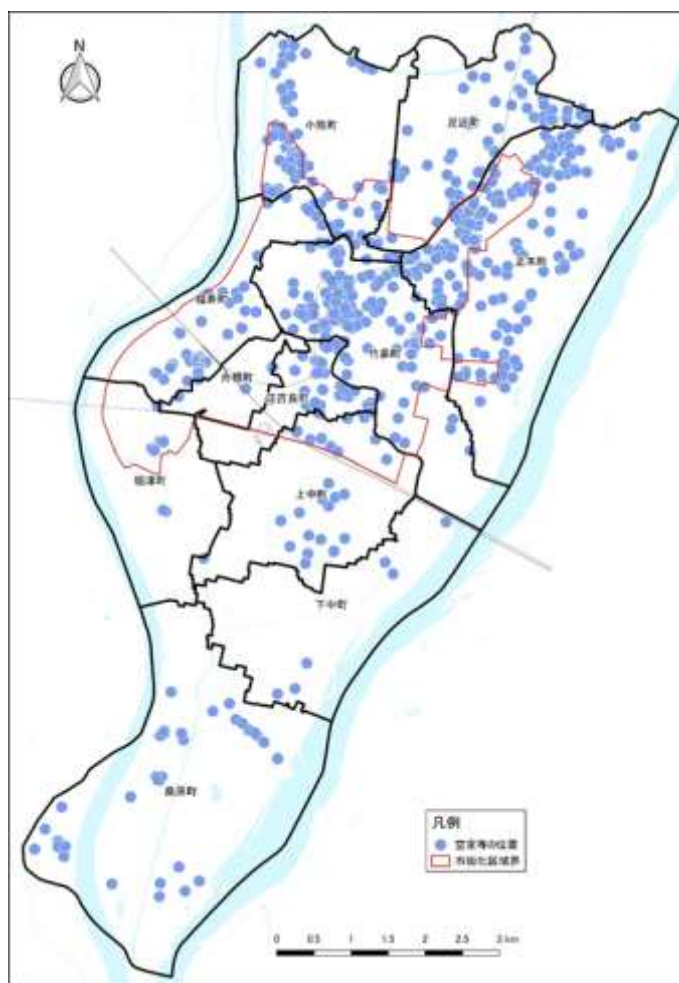 N
小熊町
足近町
正木町
福寿町
竹鼻町
舟橋町
江吉良町
堀津町
上中町
下中町
桑原町
凡例
空家等の位置
市街化区域界
0 0.5 1 1.5 2 2.5 3 km